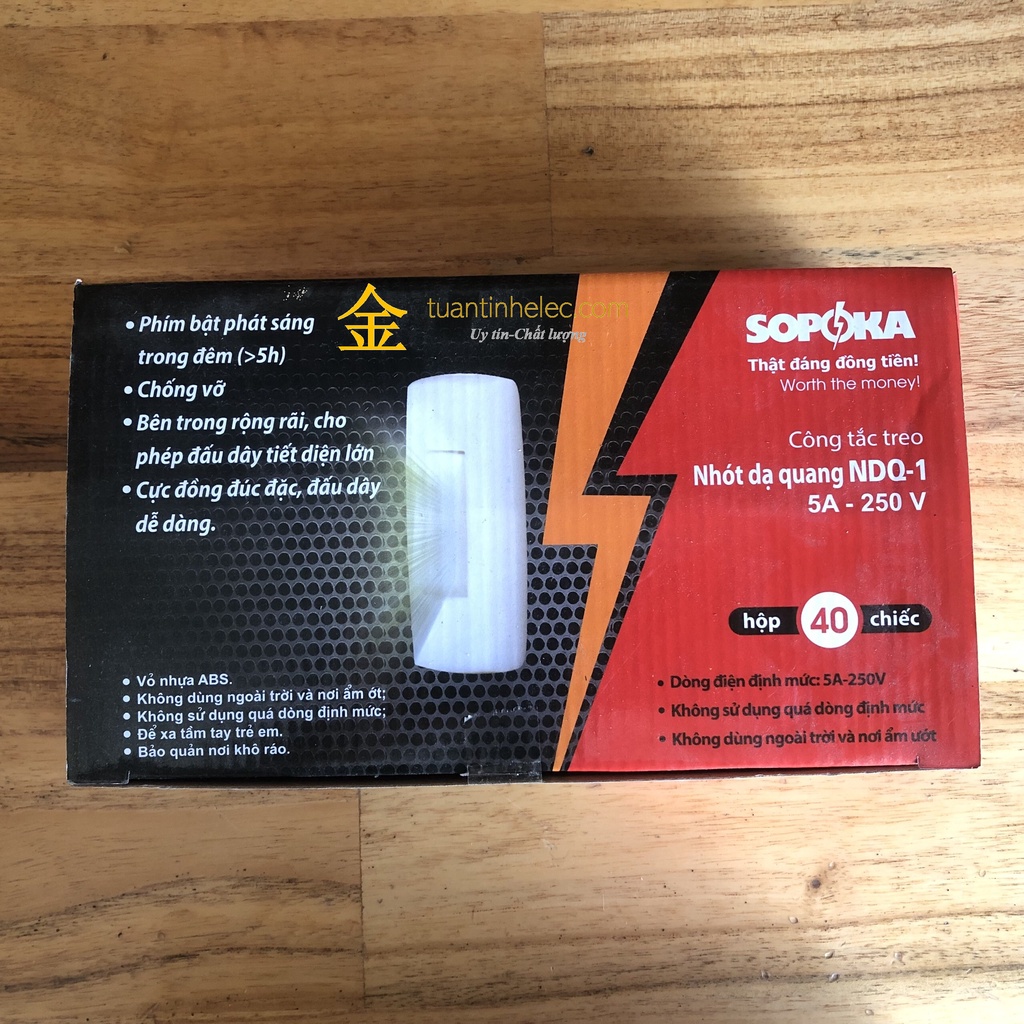 金 tuantinhelec.com
Uy tín-Chất lượng
• Phím bật phát sáng
trong đêm (>5h)
• Chống vỡ
• Bên trong rộng rãi, cho
phép đấu dây tiết diện lớn
• Cực đồng đúc đặc, đấu dây
dễ dàng.
• Vỏ nhựa ABS.
• Không dùng ngoài trời và nơi ẩm ớt;
• Không sử dụng quá dòng định mức;
• Để xa tầm tay trẻ em.
• Bảo quản nơi khô ráo.
SOPOKA
Thật đáng đồng tiền!
Worth the money!
Công tắc treo
Nhót dạ quang NDQ-1
5A - 250 V
hộp 40 chiếc
• Dòng điện định mức: 5A-250V
• Không sử dụng quá dòng định mức
• Không dùng ngoài trời và nơi ẩm ướt